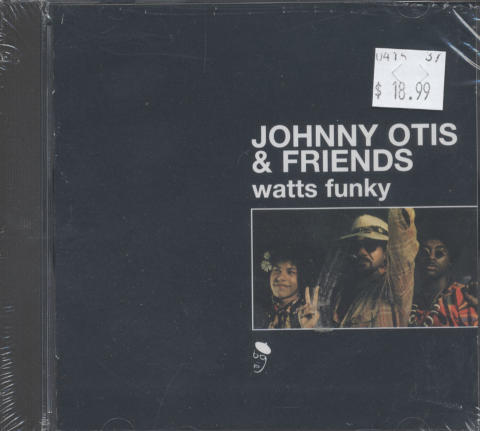 $ 18.99
JOHNNY OTIS
& FRIENDS
watts funky